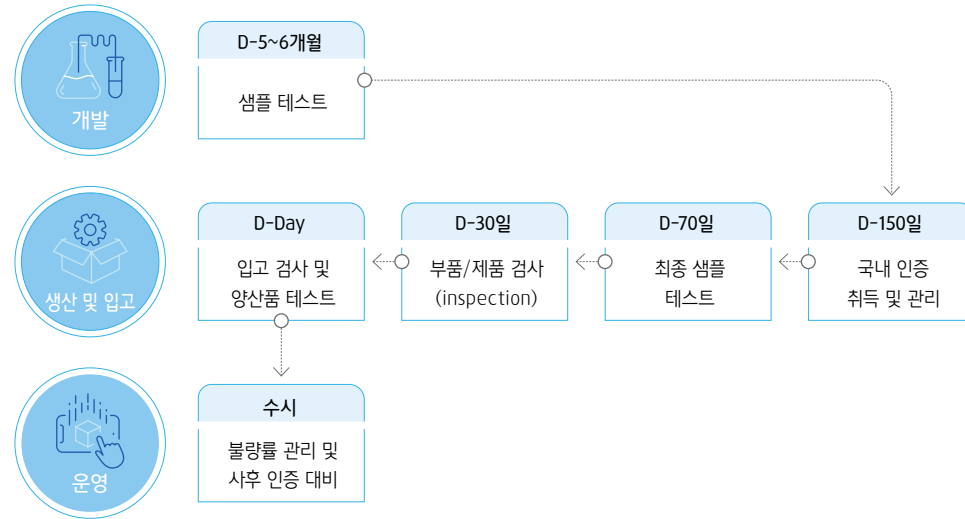 개발
D-5~6개월
샘플 테스트
생산 및 입고
D-Day
입고 검사 및
양산품 테스트
D-30일
부품/제품 검사
(inspection)
D-70일
최종 샘플
테스트
D-150일
국내 인증
취득 및 관리
운영
수시
불량률 관리 및
사후 인증 대비